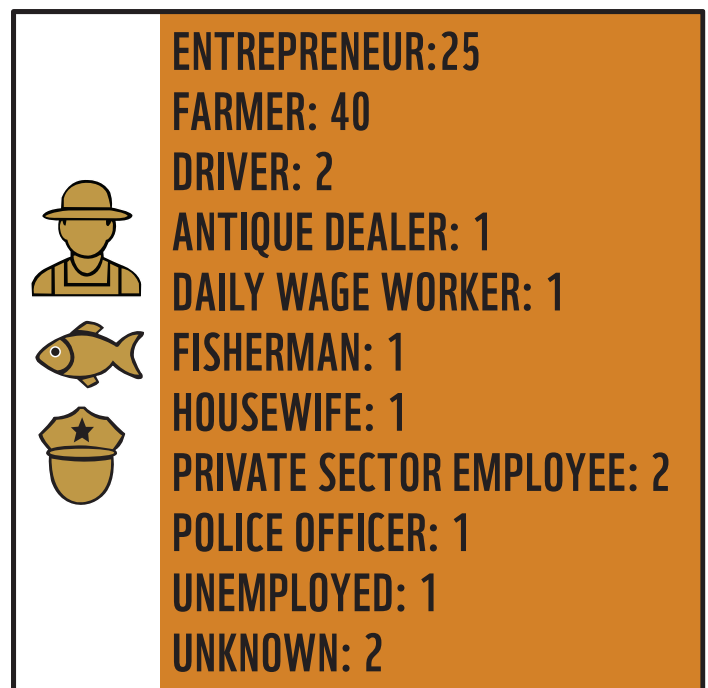 ENTREPRENEUR:25
FARMER: 40
DRIVER: 2
ANTIQUE DEALER: 1
DAILY WAGE WORKER: 1
FISHERMAN: 1
HOUSEWIFE: 1
PRIVATE SECTOR EMPLOYEE: 2
POLICE OFFICER: 1
UNEMPLOYED: 1
UNKNOWN: 2